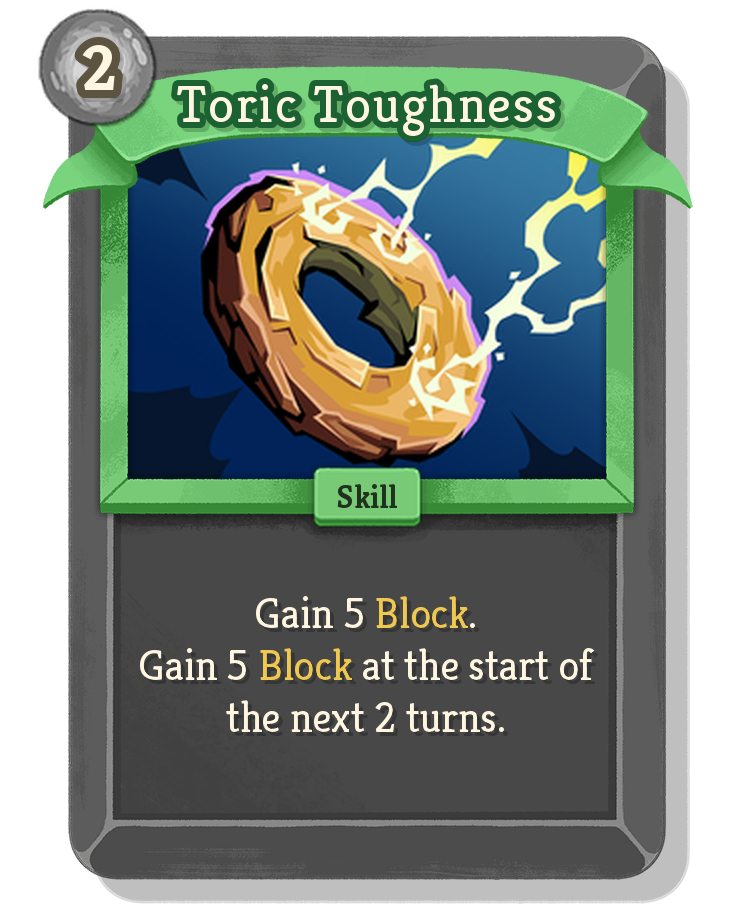 2
Toric Toughness
Skill
Gain 5 Block.
Gain 5 Block at the start of
the next 2 turns.